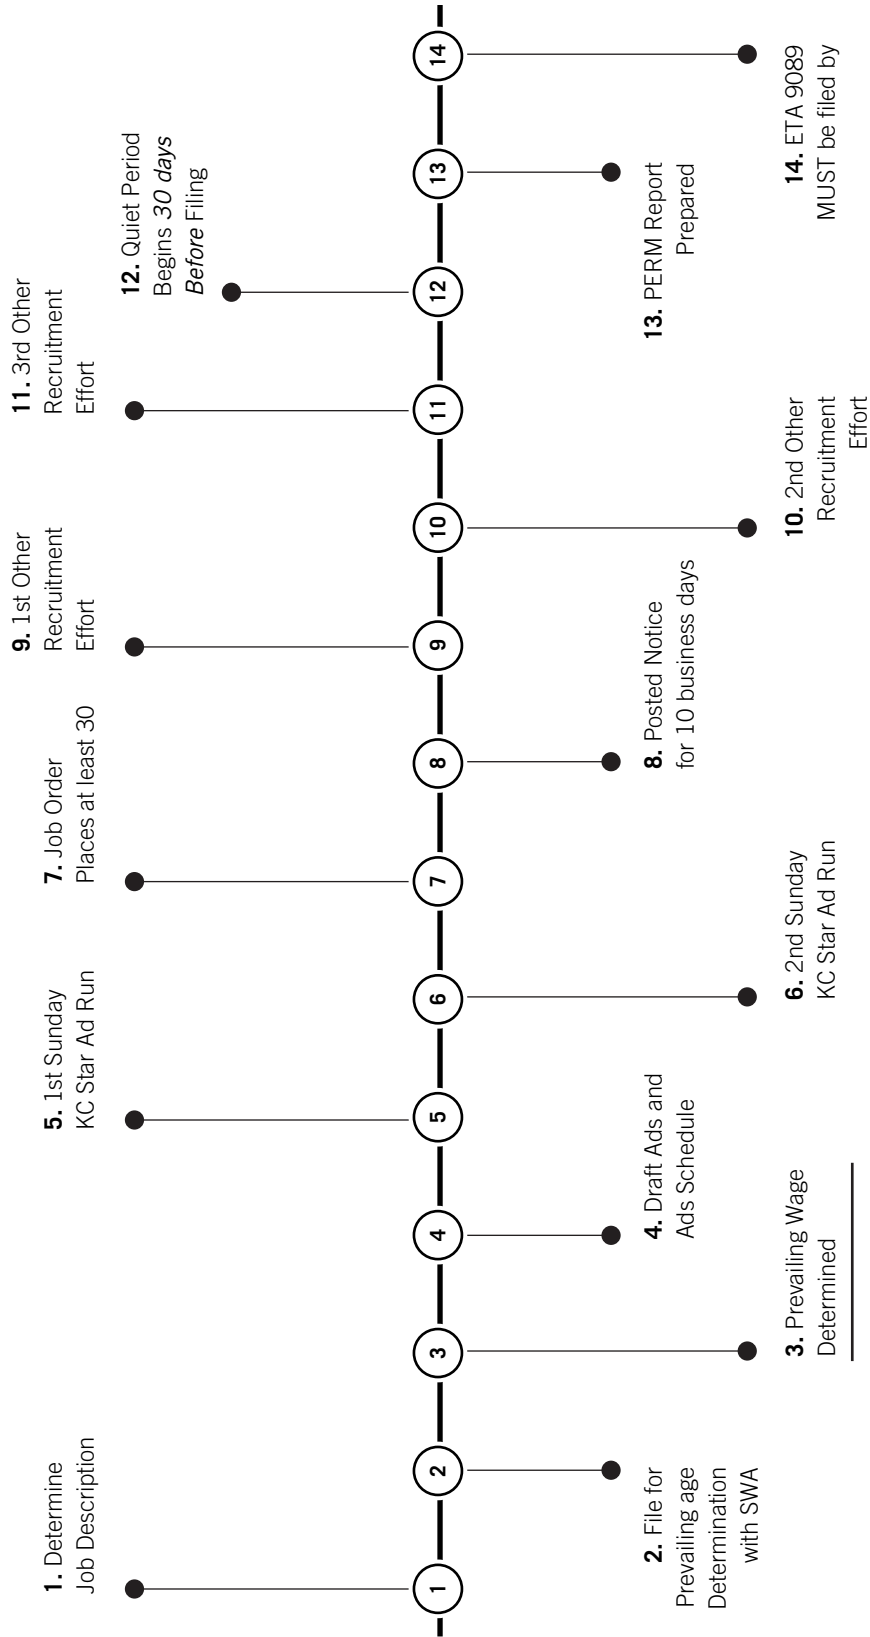 1. Determine
Job Description
2. File for
Prevailing age
Determination
with SWA
3. Prevailing Wage
Determined
4. Draft Ads and
Ads Schedule
5. 1st Sunday
KC Star Ad Run
6. 2nd Sunday
KC Star Ad Run
7. Job Order
Places at least 30
8. Posted Notice
for 10 business days
9. 1st Other
Recruitment
Effort
10. 2nd Other
Recruitment
Effort
11. 3rd Other
Recruitment
Effort
12. Quiet Period
Begins 30 days
Before Filing
13. PERM Report
Prepared
14. ETA 9089
MUST be filed by
1
2
3
4
5
6
7
8
9
10
11
12
13
14